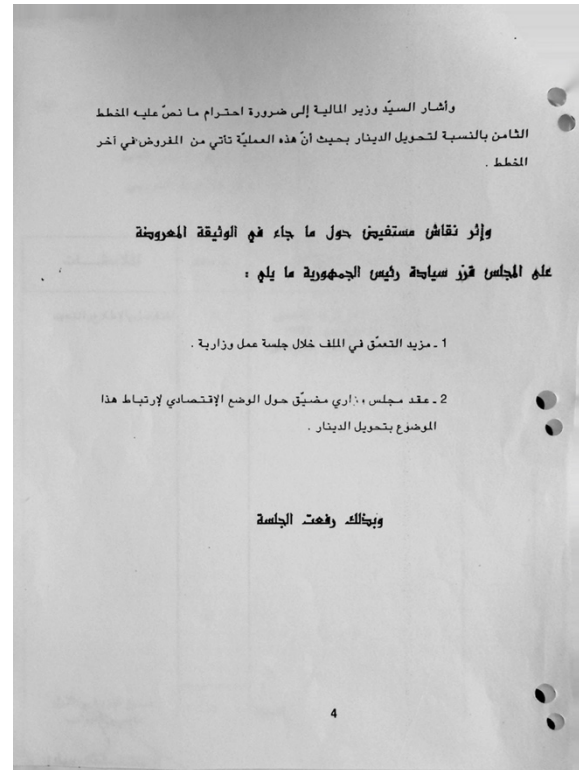 وأشار السيّد وزير المالية إلى ضرورة احترام ما نصّ عليه المخطط
الثامن بالنسبة لتحويل الدينار بحيث أنّ هذه العمليّة تأتي من المفروض في آخر
المخطط .
وإثر نقاش مستفيض حول ما جاء في الوثيقة المعروضة
على المجلس قرّر سيادة رئيس الجمهورية ما يلي :
1 ـ مزيد التعمّق في الملف خلال جلسة عمل وزارية .
2 ـ عقد مجلس وزاري مضيّق حول الوضع الإقتصادي لإرتباط هذا
الموضوع بتحويل الدينار .
وبذلك رفعت الجلسة
4